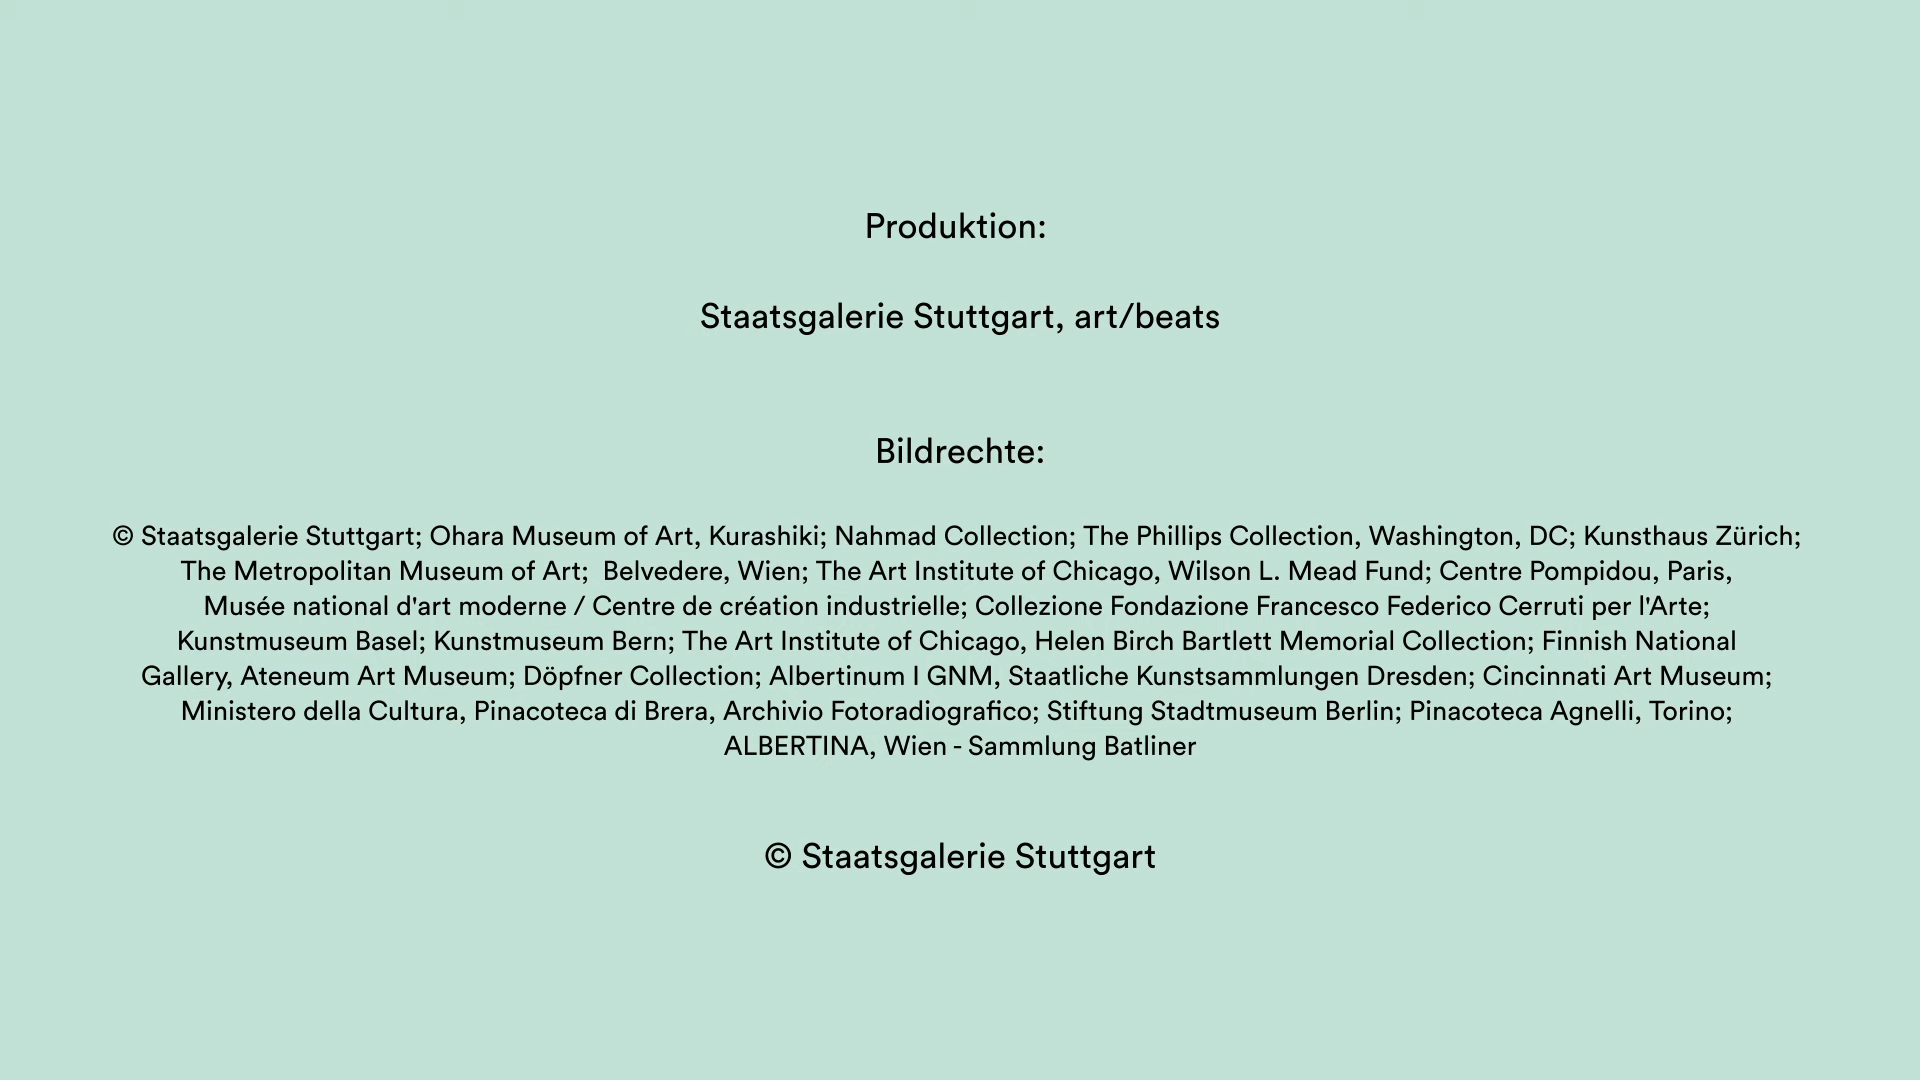 Produktion:
Staatsgalerie Stuttgart, art/beats
Bildrechte:
© Staatsgalerie Stuttgart; Ohara Museum of Art, Kurashiki; Nahmad Collection; The Phillips Collection, Washington, DC; Kunsthaus Zürich;
The Metropolitan Museum of Art;  Belvedere, Wien; The Art Institute of Chicago, Wilson L. Mead Fund; Centre Pompidou, Paris,
Musée national d'art moderne / Centre de création industrielle; Collezione Fondazione Francesco Federico Cerruti per l'Arte;
Kunstmuseum Basel; Kunstmuseum Bern; The Art Institute of Chicago, Helen Birch Bartlett Memorial Collection; Finnish National
Gallery, Ateneum Art Museum; Döpfner Collection; Albertinum I GNM, Staatliche Kunstsammlungen Dresden; Cincinnati Art Museum;
Ministero della Cultura, Pinacoteca di Brera, Archivio Fotoradiografico; Stiftung Stadtmuseum Berlin; Pinacoteca Agnelli, Torino;
ALBERTINA, Wien - Sammlung Batliner
© Staatsgalerie Stuttgart